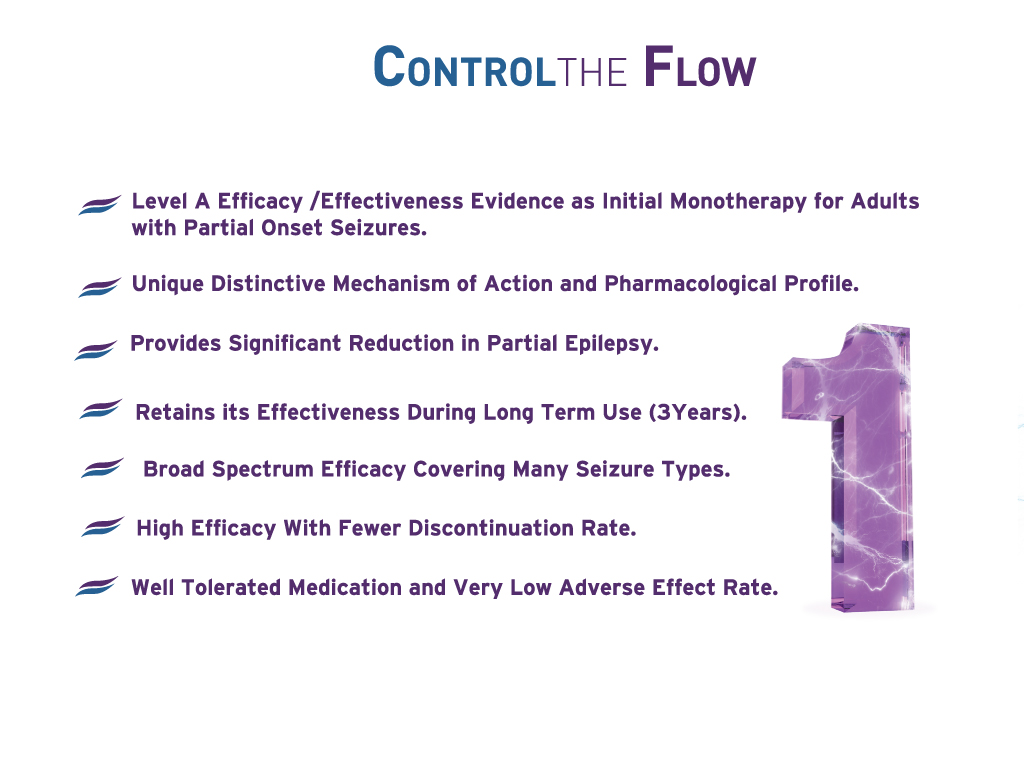 CONTROL THE FLOW
Level A Efficacy /Effectiveness Evidence as Initial Monotherapy for Adults
with Partial Onset Seizures.
Unique Distinctive Mechanism of Action and Pharmacological Profile.
Provides Significant Reduction in Partial Epilepsy.
Retains its Effectiveness During Long Term Use (3Years).
Broad Spectrum Efficacy Covering Many Seizure Types.
High Efficacy With Fewer Discontinuation Rate.
Well Tolerated Medication and Very Low Adverse Effect Rate.
1